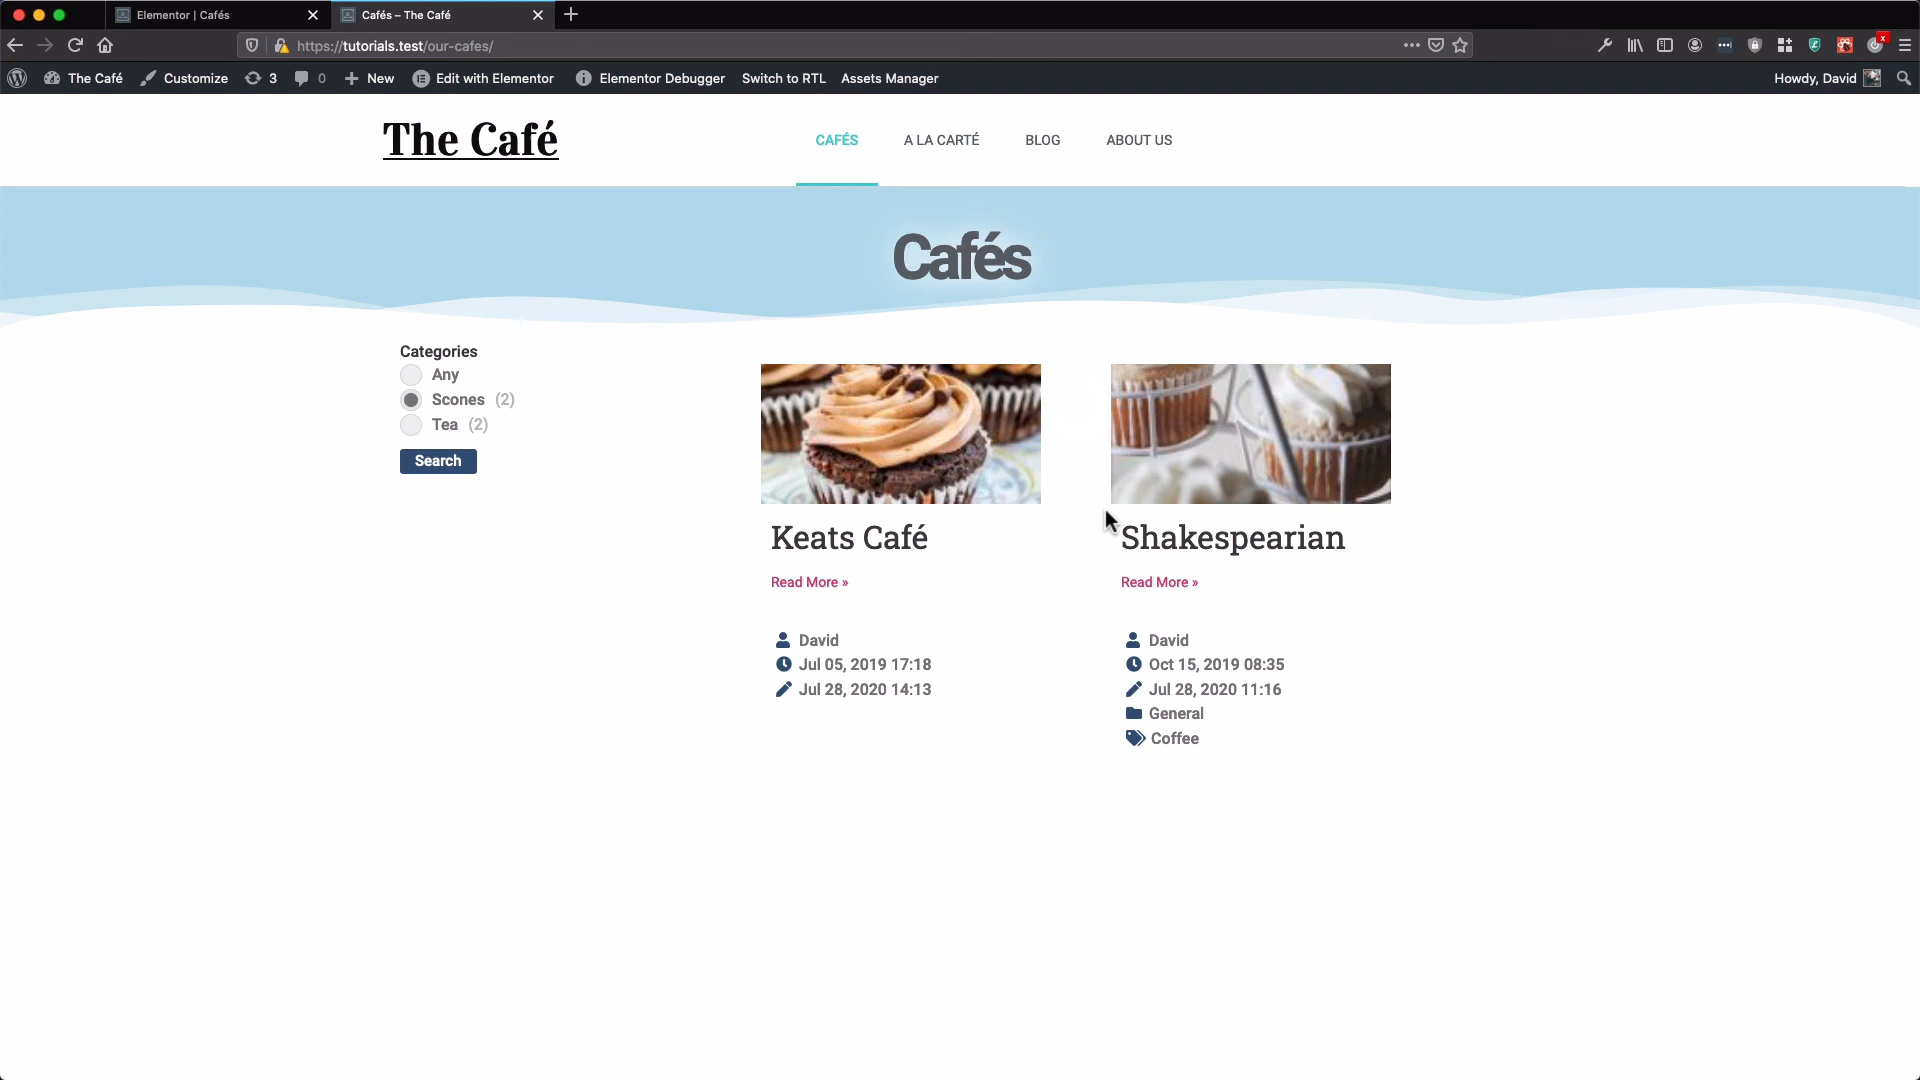 Elementor | Cafés
Cafés – The Café
https://tutorials.test/our-cafes/
x
The Café Customize 3 0 New Edit with Elementor Elementor Debugger Switch to RTL Assets Manager Howdy, David
The Café
CAFÉS A LA CARTÉ BLOG ABOUT US
Cafés
Categories
Any
Scones (2)
Tea (2)
Search
Keats Café
Read More »
David
Jul 05, 2019 17:18
Jul 28, 2020 14:13
Shakespearian
Read More »
David
Oct 15, 2019 08:35
Jul 28, 2020 11:16
General
Coffee